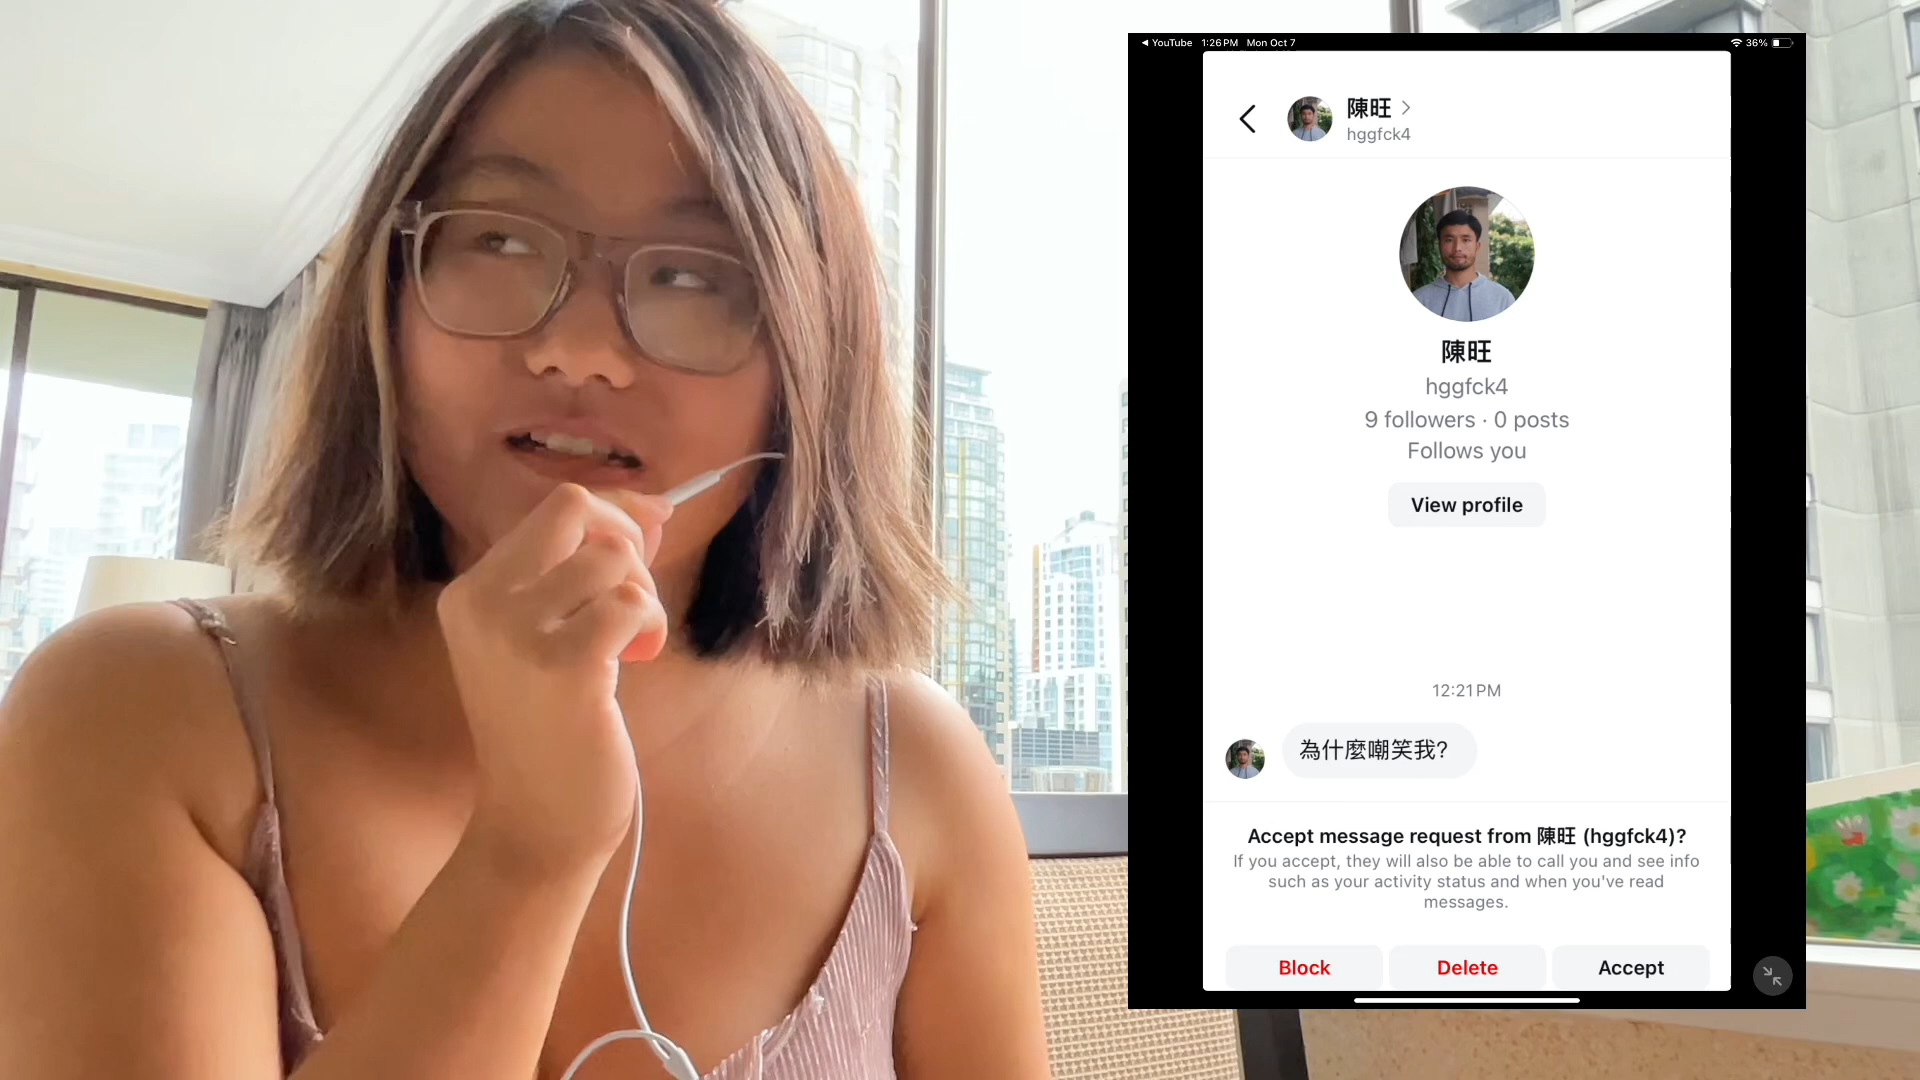 ◀ YouTube 1:26 PM Mon Oct 7
36%
陳旺
hggfck4
陳旺
hggfck4
9 followers · 0 posts
Follows you
View profile
12:21 PM
為什麼嘲笑我?
Accept message request from 陳旺 (hggfck4)?
If you accept, they will also be able to call you and see info
such as your activity status and when you've read
messages.
Block
Delete
Accept